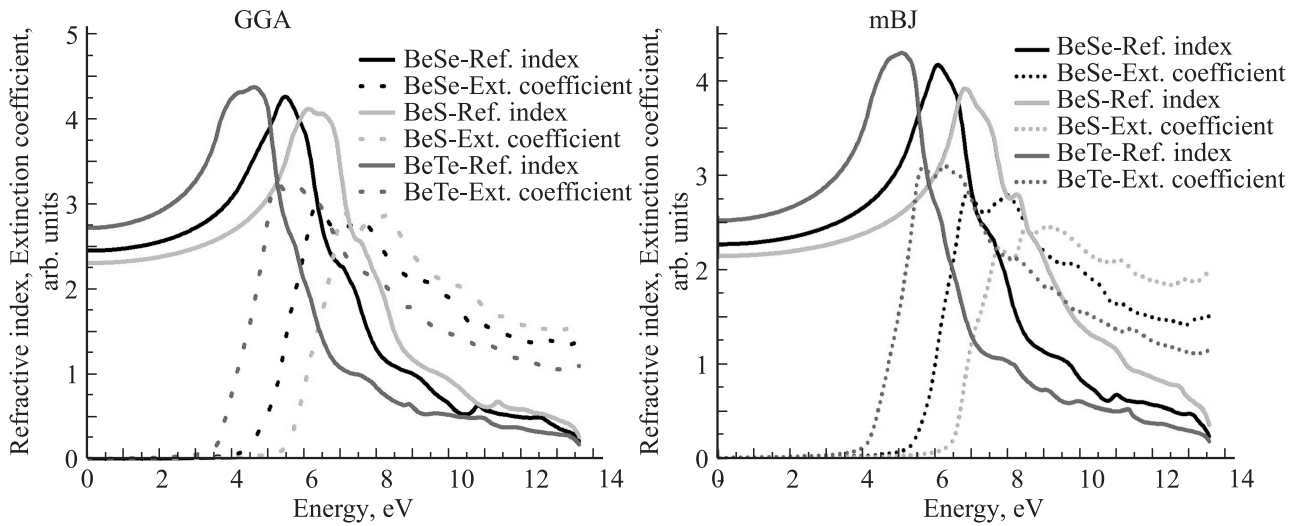 GGA
Refractive index, Extinction coefficient,
arb. units
5
4
3
2
1
0
BeSe-Ref. index
BeSe-Ext. coefficient
BeS-Ref. index
BeS-Ext. coefficient
BeTe-Ref. index
BeTe-Ext. coefficient
0 2 4 6 8 10 12 14
Energy, eV
mBJ
Refractive index, Extinction coefficient,
arb. units
4
3
2
1
0
BeSe-Ref. index
BeSe-Ext. coefficient
BeS-Ref. index
BeS-Ext. coefficient
BeTe-Ref. index
BeTe-Ext. coefficient
0 2 4 6 8 10 12 14
Energy, eV